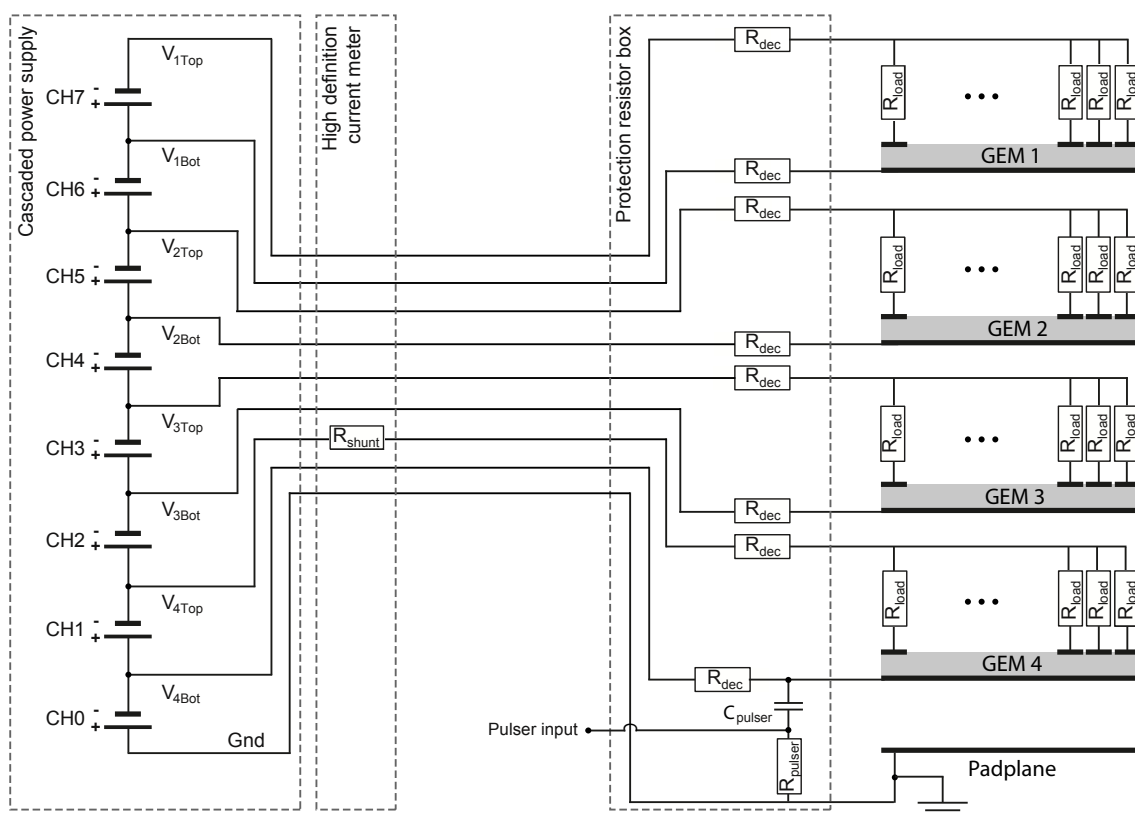 Cascaded power supply
High definition
current meter
Protection resistor box
CH7
-
+
CH6
-
+
CH5
-
+
CH4
-
+
CH3
-
+
CH2
-
+
CH1
-
+
CH0
-
+
V1Top
V1Bot
V2Top
V2Bot
V3Top
V3Bot
V4Top
V4Bot
Gnd
Rshunt
Rdec
Rdec
Rdec
Rdec
Rdec
Rdec
Rdec
Rdec
Cpulser
Pulser input
Rpulser
Rload
•••
Rload
Rload
Rload
GEM 1
Rload
•••
Rload
Rload
Rload
GEM 2
Rload
•••
Rload
Rload
Rload
GEM 3
Rload
•••
Rload
Rload
Rload
GEM 4
Padplane